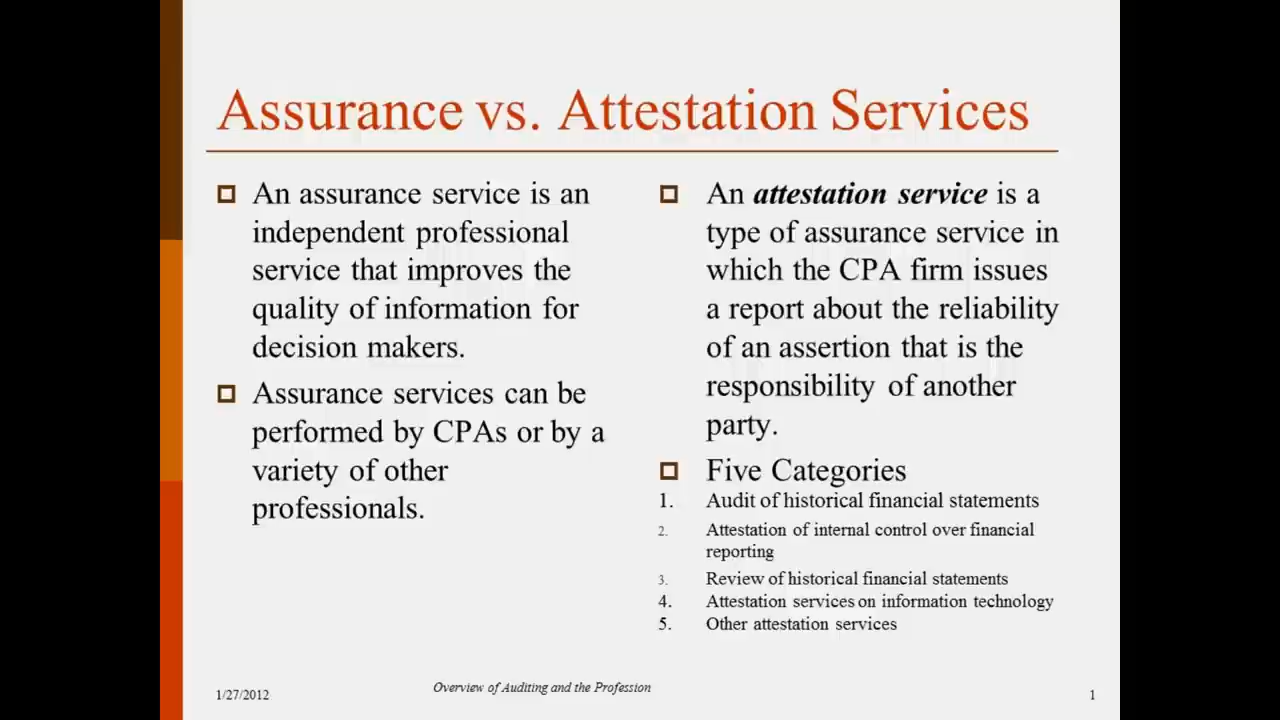 Assurance vs. Attestation Services
An assurance service is an
independent professional
service that improves the
quality of information for
decision makers.
Assurance services can be
performed by CPAs or by a
variety of other
professionals.
An attestation service is a
type of assurance service in
which the CPA firm issues
a report about the reliability
of an assertion that is the
responsibility of another
party.
Five Categories
1. Audit of historical financial statements
2. Attestation of internal control over financial
reporting
3. Review of historical financial statements
4. Attestation services on information technology
5. Other attestation services
1/27/2012
Overview of Auditing and the Profession
1